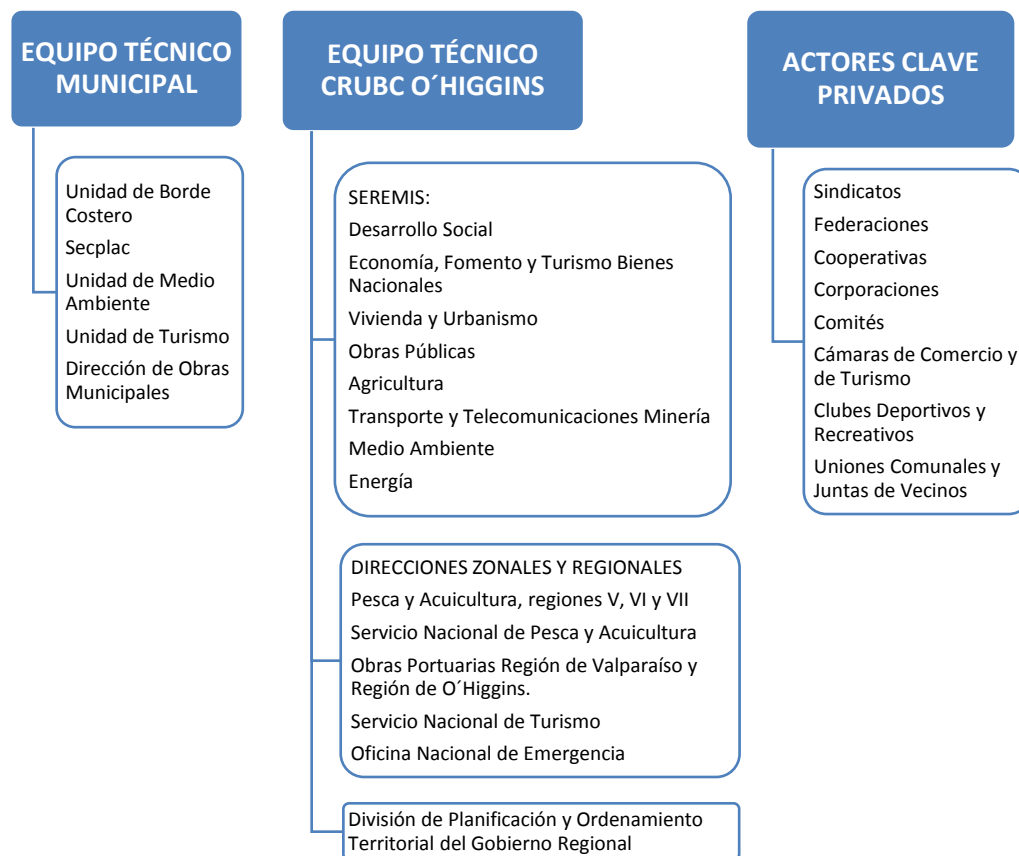 EQUIPO TÉCNICO
MUNICIPAL
Unidad de Borde
Costero
Secplac
Unidad de Medio
Ambiente
Unidad de Turismo
Dirección de Obras
Municipales
EQUIPO TÉCNICO
CRUBC O´HIGGINS
SEREMIS:
Desarrollo Social
Economía, Fomento y Turismo Bienes
Nacionales
Vivienda y Urbanismo
Obras Públicas
Agricultura
Transporte y Telecomunicaciones Minería
Medio Ambiente
Energía
DIRECCIONES ZONALES Y REGIONALES
Pesca y Acuicultura, regiones V, VI y VII
Servicio Nacional de Pesca y Acuicultura
Obras Portuarias Región de Valparaíso y
Región de O´Higgins.
Servicio Nacional de Turismo
Oficina Nacional de Emergencia
División de Planificación y Ordenamiento
Territorial del Gobierno Regional
ACTORES CLAVE
PRIVADOS
Sindicatos
Federaciones
Cooperativas
Corporaciones
Comités
Cámaras de Comercio y
de Turismo
Clubes Deportivos y
Recreativos
Uniones Comunales y
Juntas de Vecinos